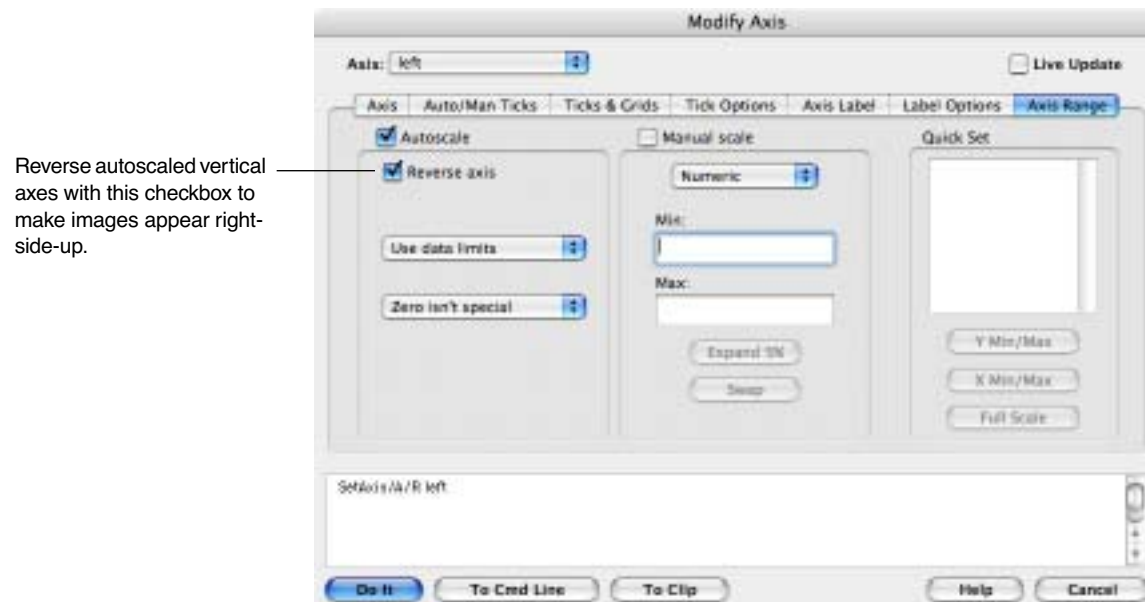 Modify Axis
Axis: left
Live Update
Axis Auto/Man Ticks Ticks & Grids Tick Options Axis Label Label Options Axis Range
Autoscale
Manual scale
Quick Set
Reverse autoscaled vertical
axes with this checkbox to
make images appear right-
side-up.
Reverse axis
Numeric
Min:
Use data limits
Max:
Zero isn't special
Expand 5%
Swap
Y Min/Max
X Min/Max
Full Scale
SetAxis/A/R left
Do It To Cmd Line To Clip Help Cancel